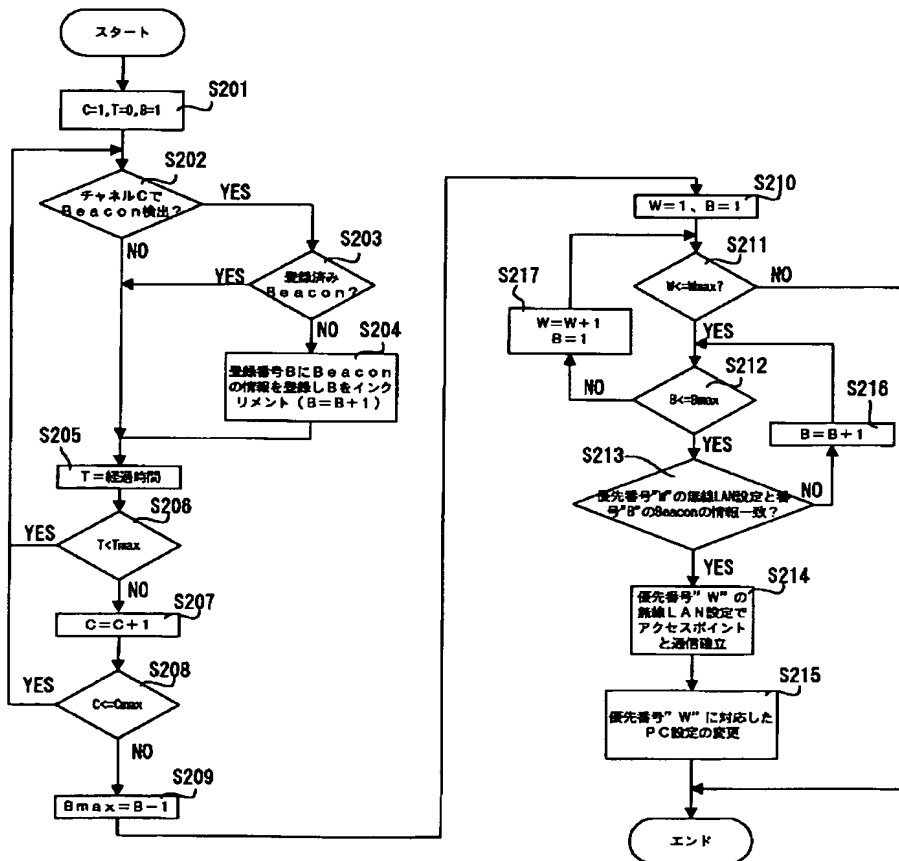 スタート
S201
C=1,T=0,B=1
S202
チャネルCで
Beacon検出?
YES
NO
S203
登録済み
Beacon?
YES
NO
S204
登録番号BにBeacon
の情報を登録しBをインク
リメント(B=B+1)
S205
T=経過時間
S206
T<Tmax
YES
NO
S207
C=C+1
S208
C<=Cmax
YES
NO
S209
Bmax=B-1
S210
W=1、B=1
S211
W<=Wmax?
NO
YES
S217
W=W+1
B=1
S212
B<=Bmax
NO
YES
S216
B=B+1
S213
優先番号"W"の無線LAN設定と番
号"B"のBeaconの情報一致?
NO
YES
S214
優先番号"W"の
無線LAN設定で
アクセスポイント
と通信確立
S215
優先番号"W"に対応した
PC設定の変更
エンド